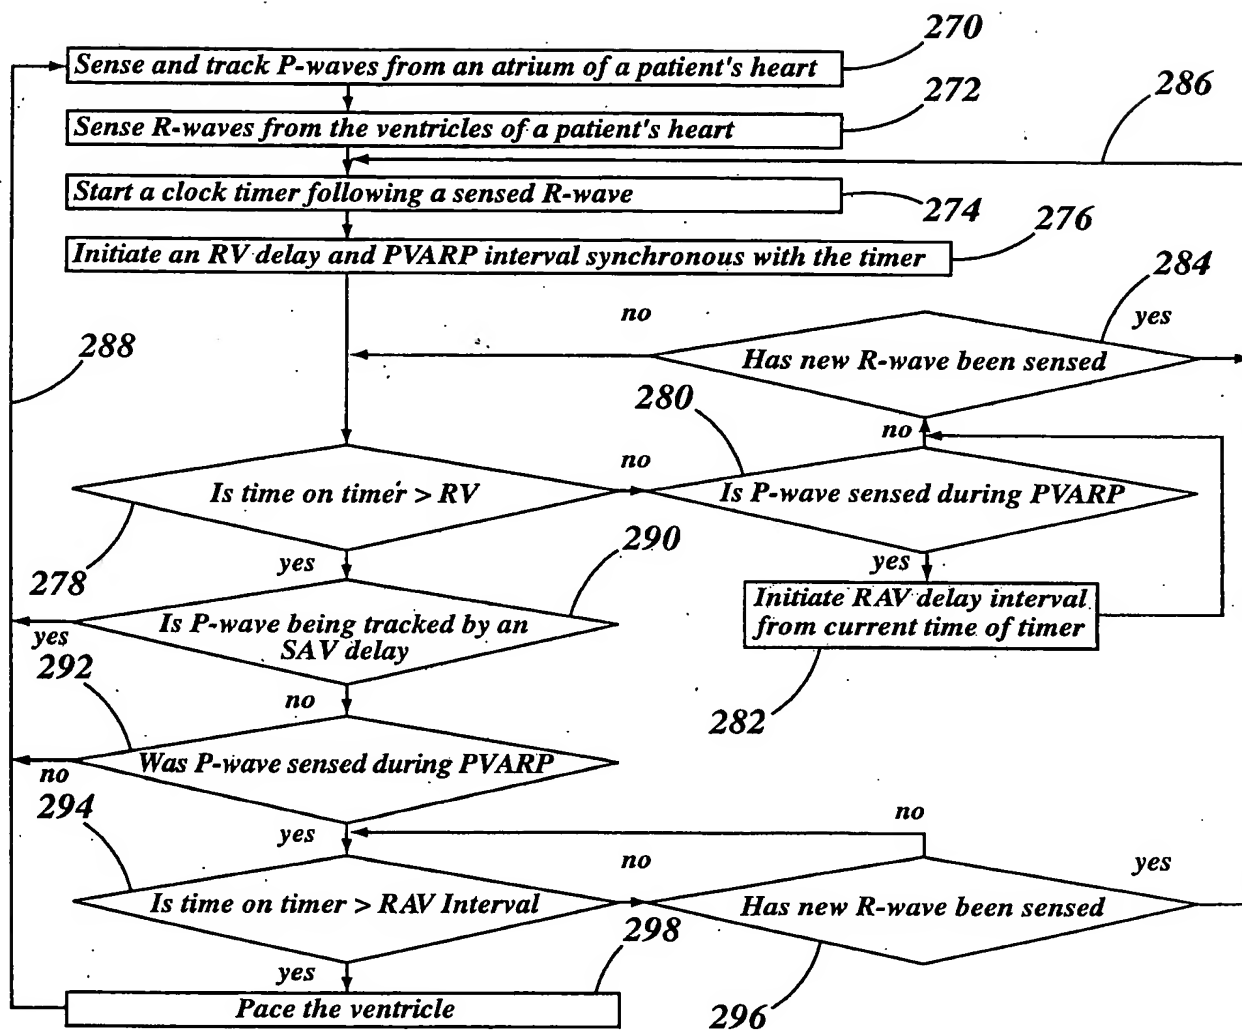 270
Sense and track P-waves from an atrium of a patient's heart
272
286
Sense R-waves from the ventricles of a patient's heart
Start a clock timer following a sensed R-wave
274
276
Initiate an RV delay and PVARP interval synchronous with the timer
284
no
yes
288
Has new R-wave been sensed
280
no
no
Is time on timer > RV
Is P-wave sensed during PVARP
290
yes
yes
278
Initiate RAV delay interval
from current time of timer
Is P-wave being tracked by an
SAV delay
yes
292
no
282
Was P-wave sensed during PVARP
no
294
no
yes
no
yes
Is time on timer > RAV Interval
Has new R-wave been sensed
298
yes
Pace the ventricle
296